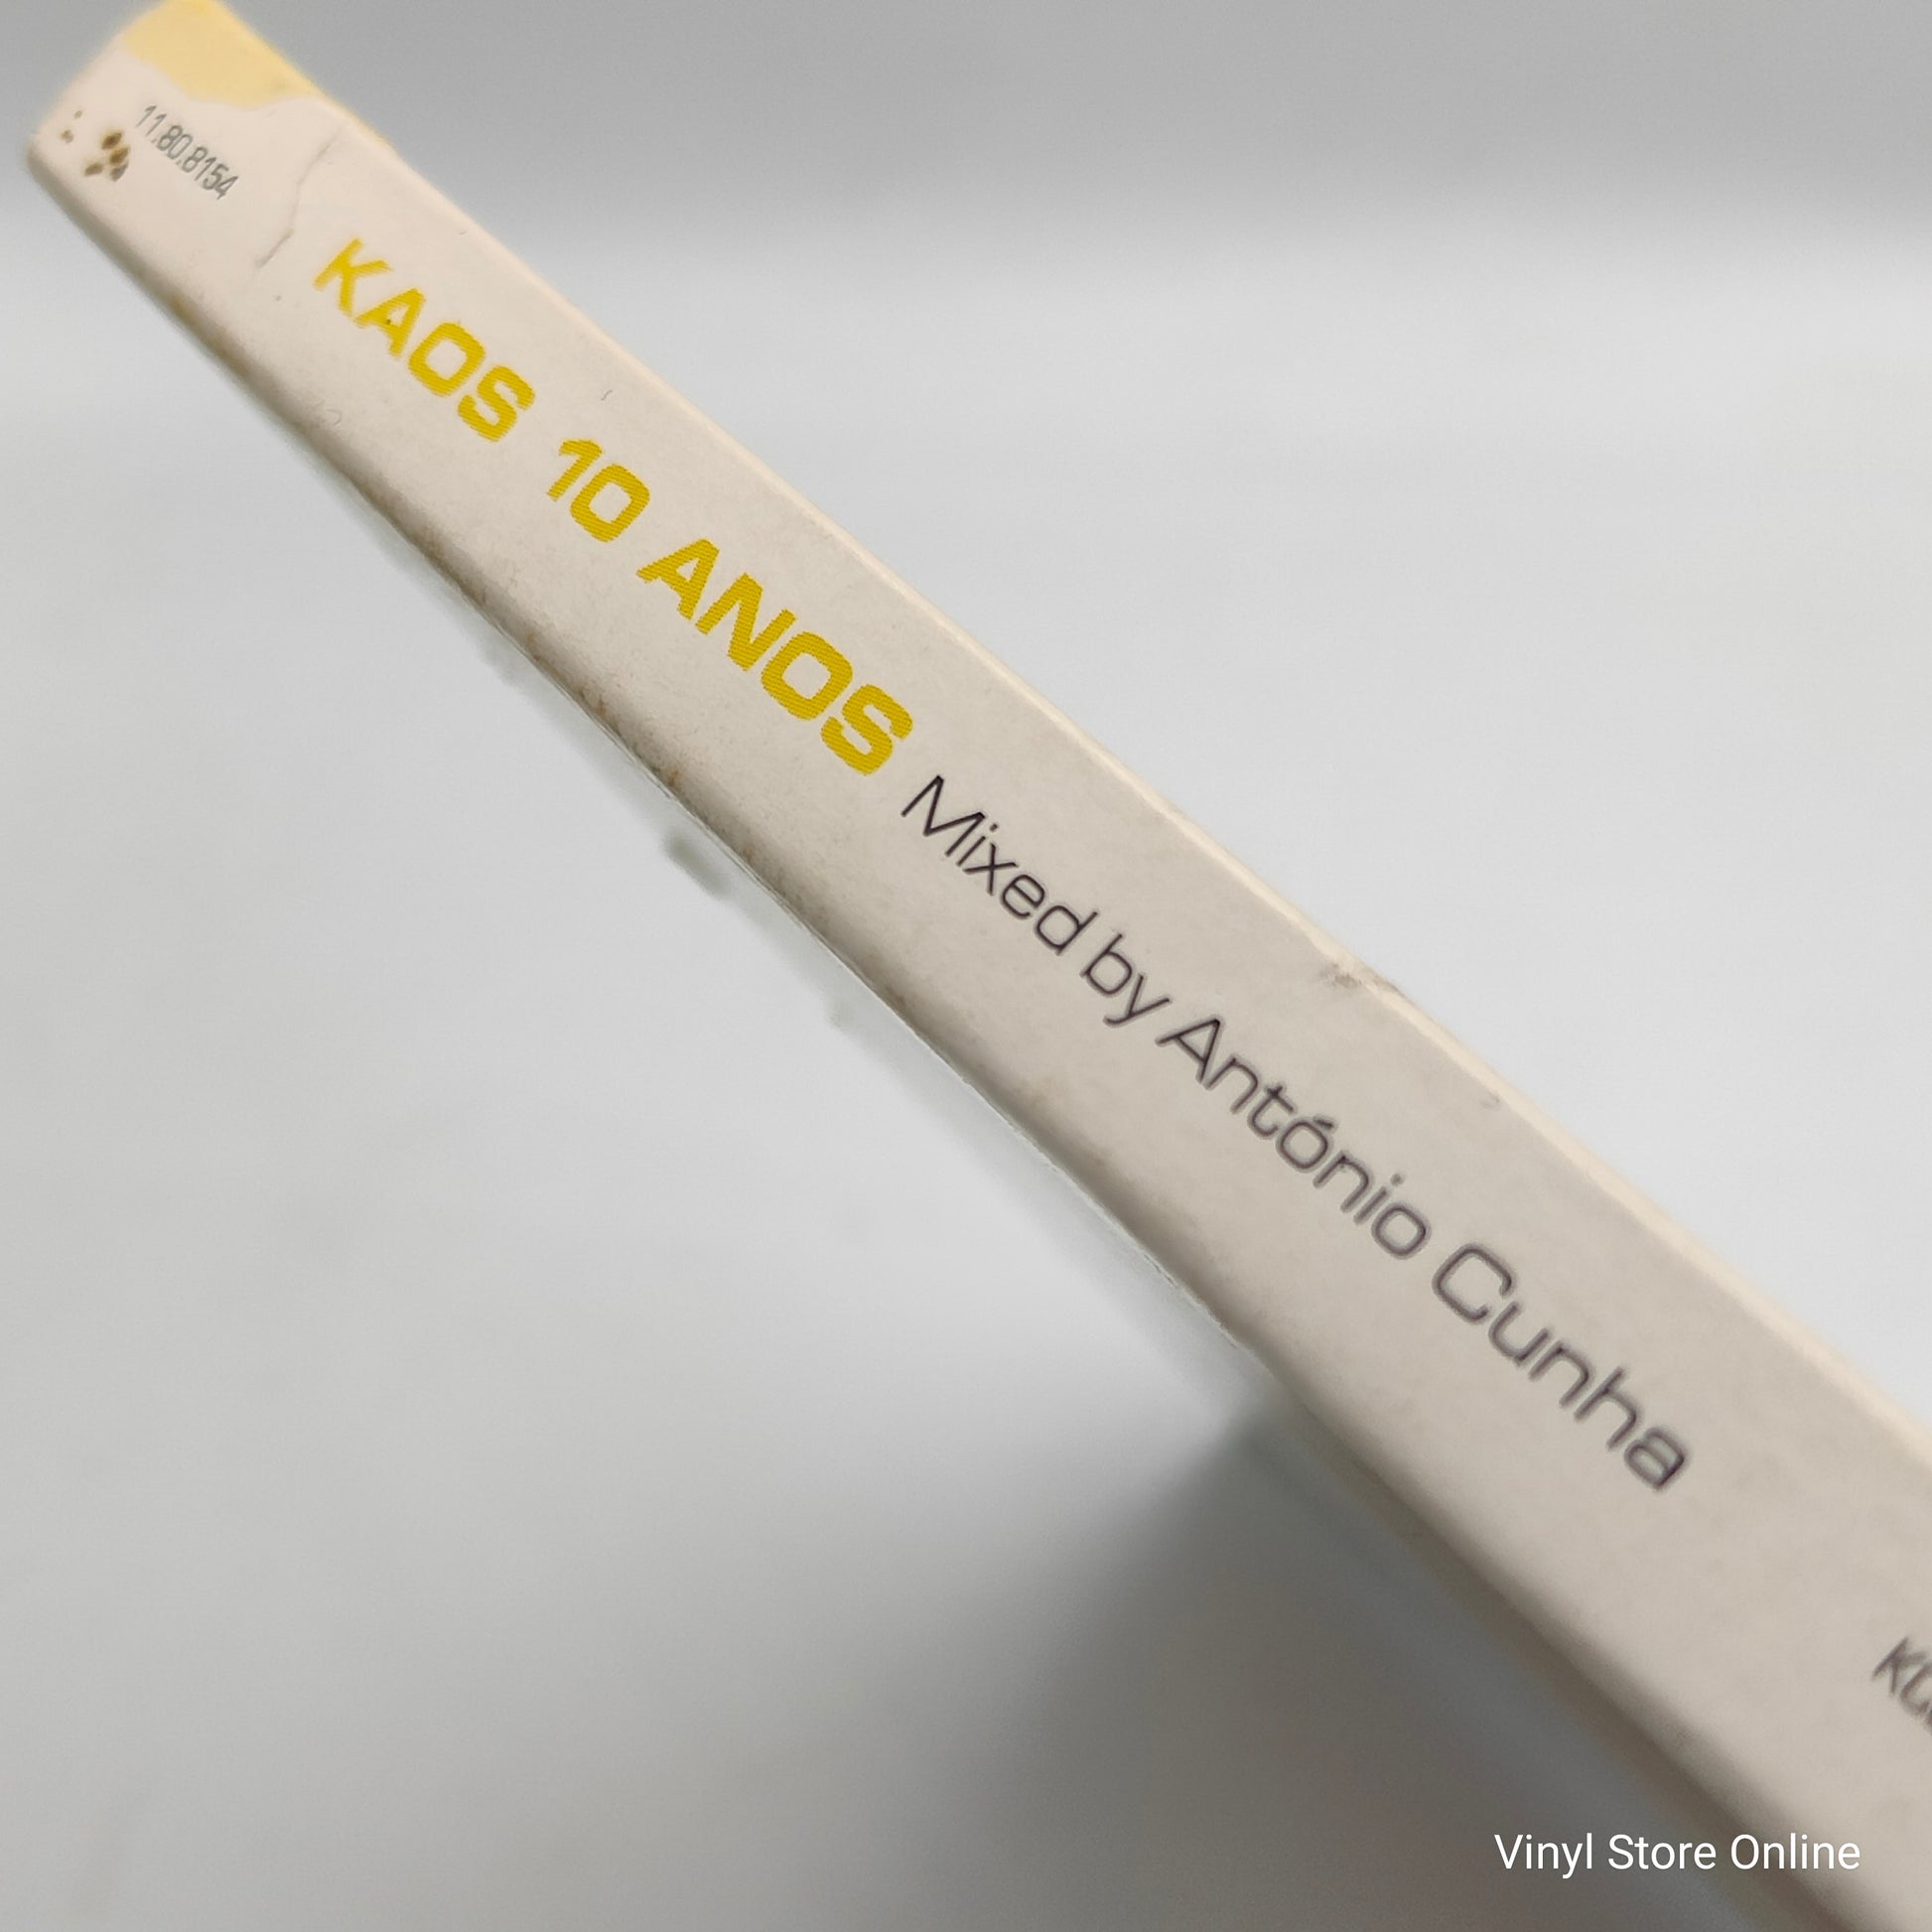 11.80.8154
KAOS 10 ANOS Mixed by António Cunha
Vinyl Store Online